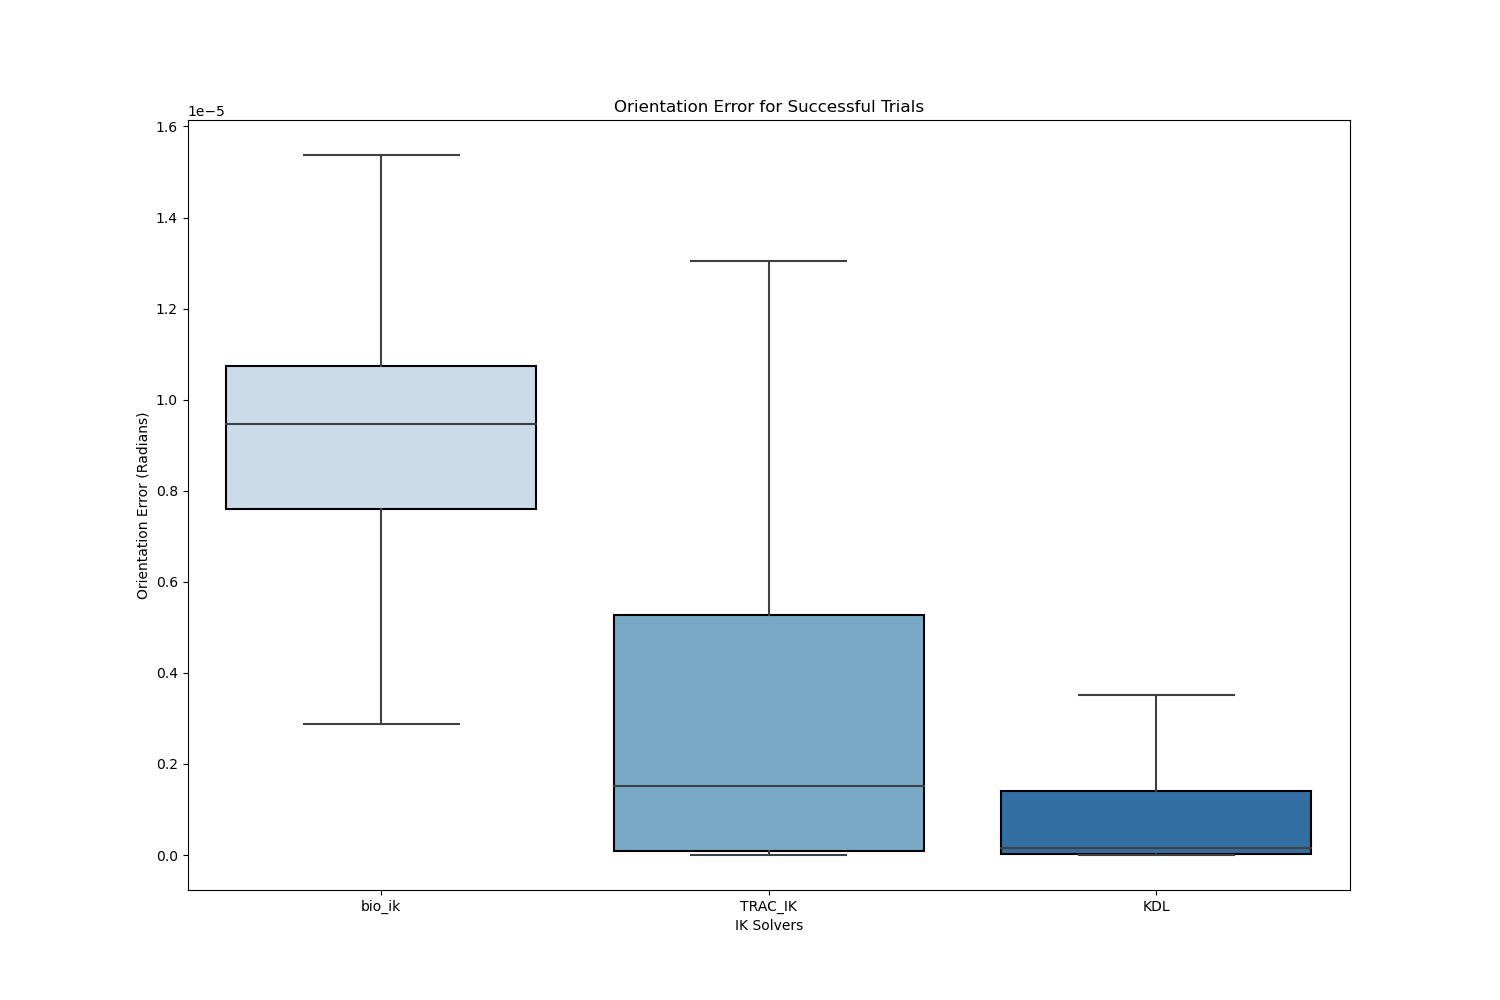 Orientation Error for Successful Trials
1e−5
1.6
1.4
1.2
1.0
0.8
0.6
0.4
0.2
0.0
Orientation Error (Radians)
bio_ik TRAC_IK KDL
IK Solvers